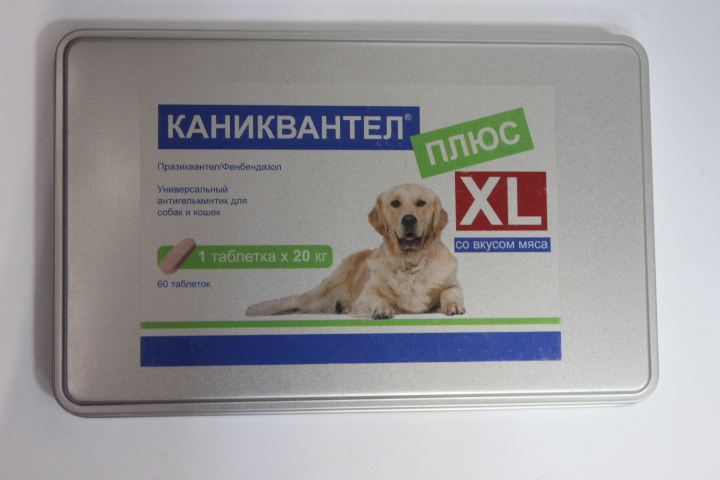 КАНИКВАНТЕЛ®
ПЛЮС
Празиквантел/Фенбендазол
XL
Универсальный
антигельминтик для
собак и кошек
со вкусом мяса
1 таблетка x 20 кг
60 таблеток